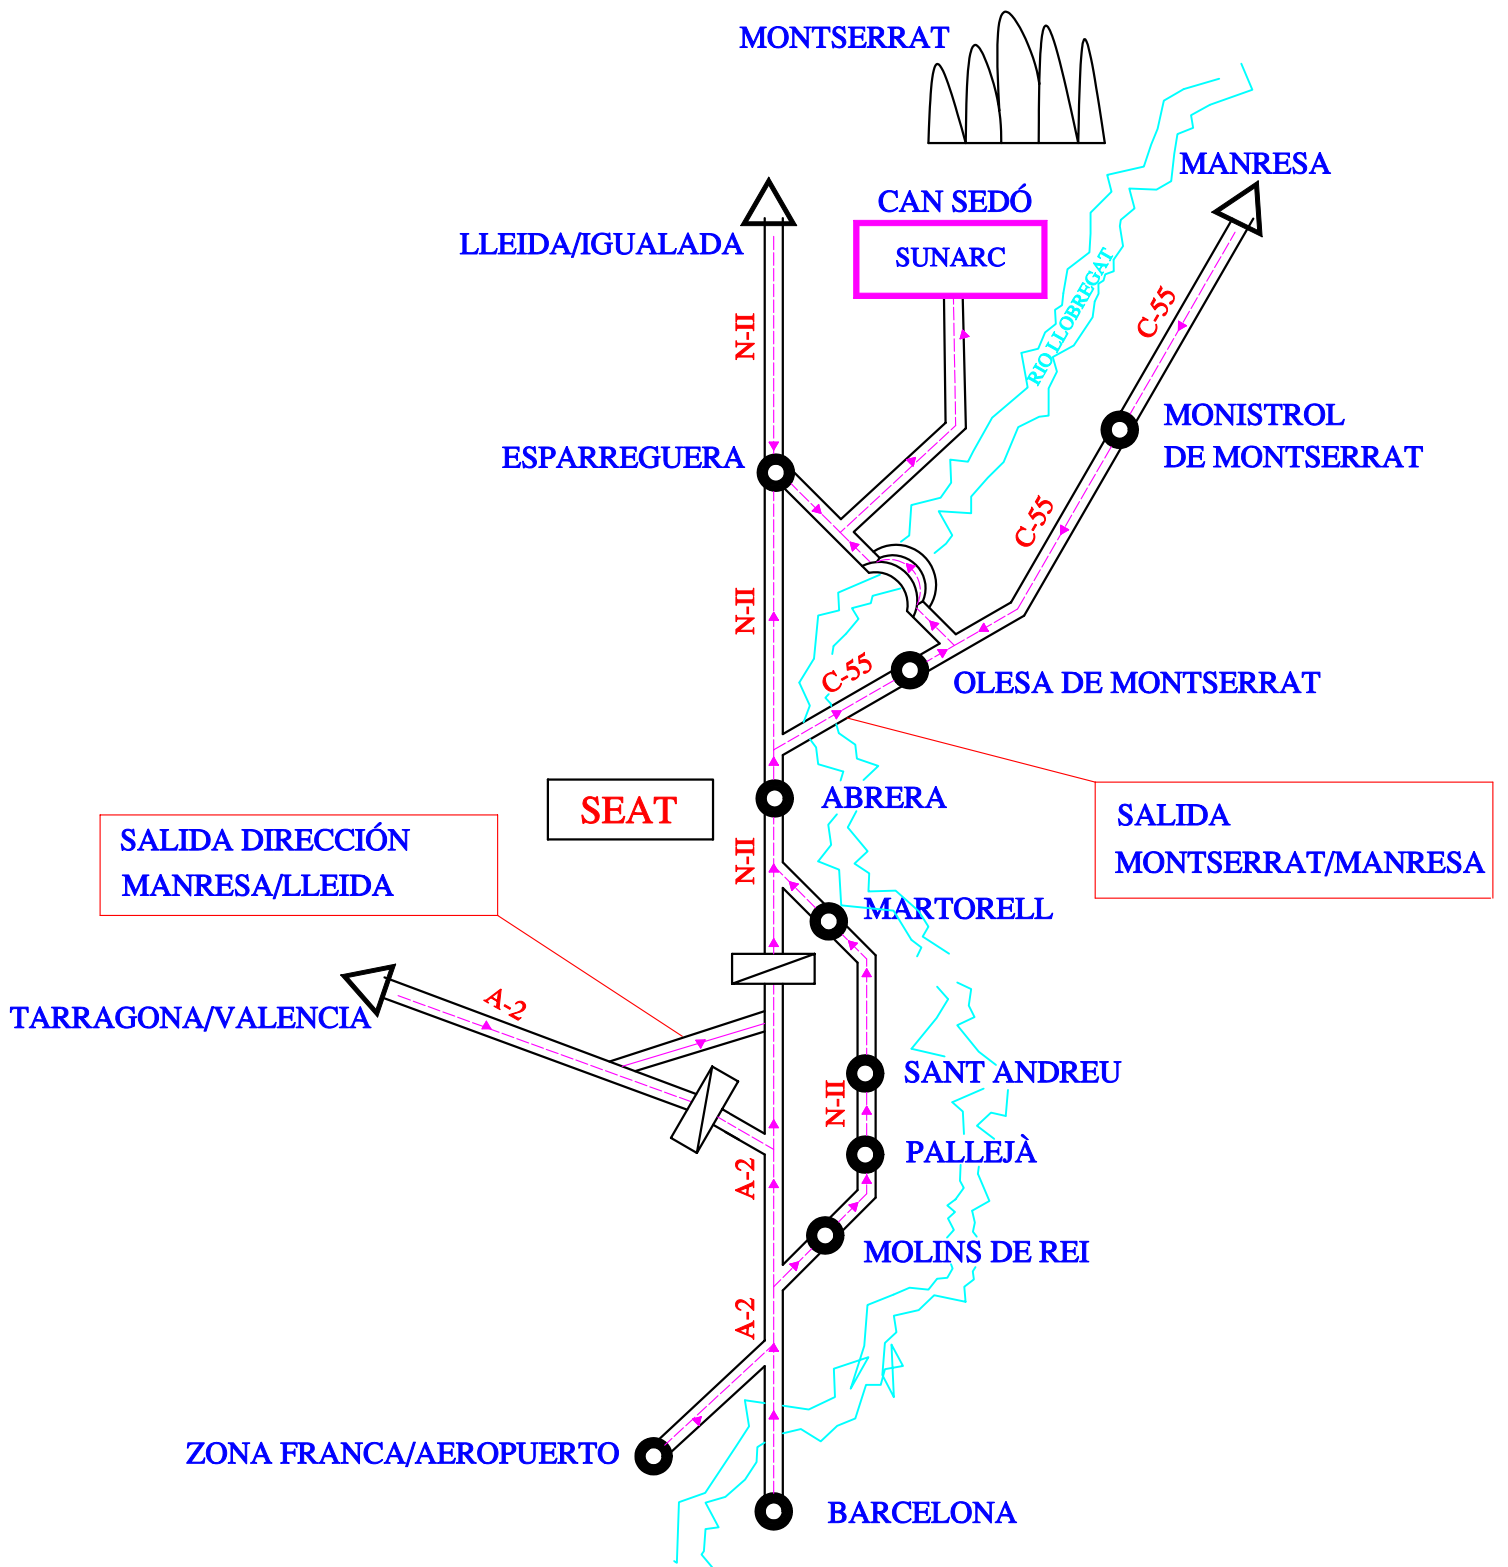 MONTSERRAT
MANRESA
CAN SEDÓ
SUNARC
LLEIDA/IGUALADA
RIO LLOBREGAT
N-II
C-55
MONISTROL
DE MONTSERRAT
ESPARREGUERA
C-55
N-II
C-55
OLESA DE MONTSERRAT
SEAT
ABRERA
SALIDA
MONTSERRAT/MANRESA
SALIDA DIRECCIÓN
MANRESA/LLEIDA
N-II
MARTORELL
A-2
TARRAGONA/VALENCIA
SANT ANDREU
N-II
PALLEJÀ
A-2
MOLINS DE REI
A-2
ZONA FRANCA/AEROPUERTO
BARCELONA